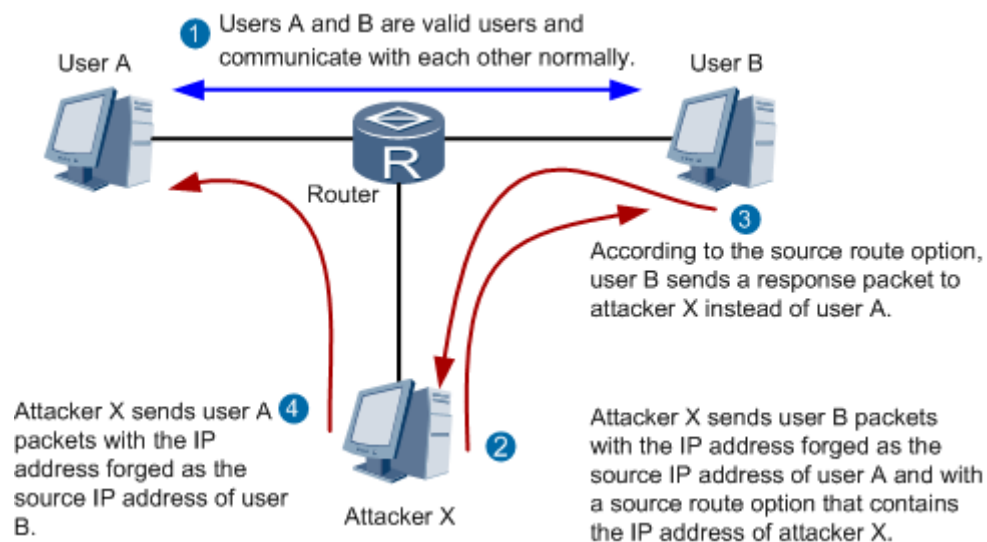 1 Users A and B are valid users and
communicate with each other normally.
User A
User B
R
Router
3
According to the source route option,
user B sends a response packet to
attacker X instead of user A.
Attacker X sends user A 4
packets with the IP
address forged as the
source IP address of user
B.
2
Attacker X sends user B packets
with the IP address forged as the
source IP address of user A and with
a source route option that contains
the IP address of attacker X.
Attacker X